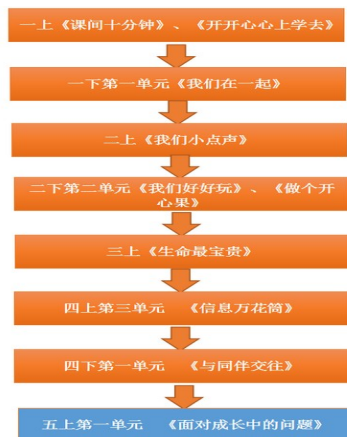 一上《课间十分钟》、《开开心心上学去》
一下第一单元《我们在一起》
二上《我们小点声》
二下第二单元《我们好好玩》、《做个开
心果》
三上《生命最宝贵》
四上第三单元 《信息万花筒》
四下第一单元 《与同伴交往》
五上第一单元 《面对成长中的问题》